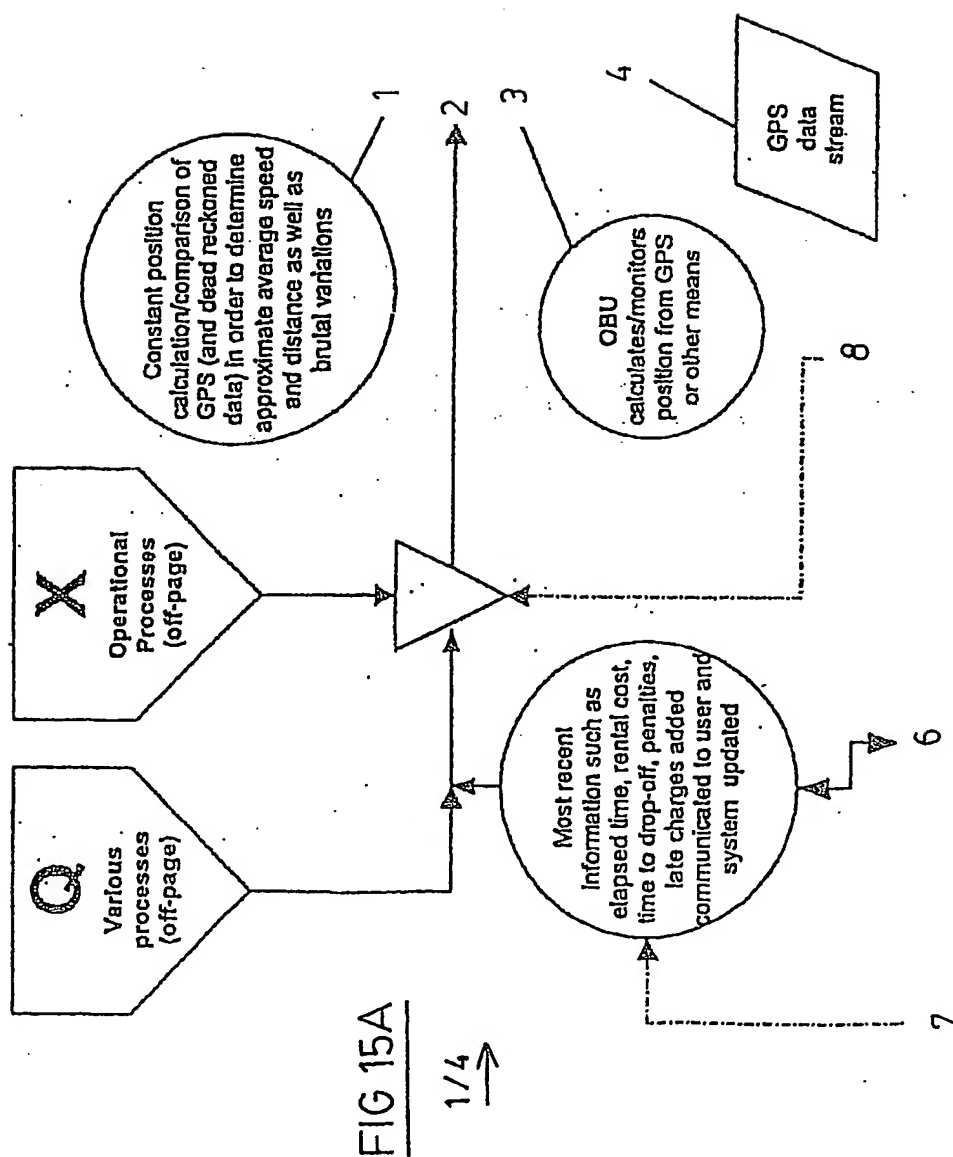 Q
Various
processes
(off-page)
X
Operational
Processes
(off-page)
Constant position
calculation/comparison of
GPS (and dead reckoned
data) in order to determine
approximate average speed
and distance as well as
brutal variations
1
2
3
OBU
calculates/monitors
position from GPS
or other means
4
GPS
data
stream
Most recent
Information such as
elapsed time, rental cost,
time to drop-off, penalties,
late charges added
communicated to user and
system updated
6
7
8
FIG 15A
1/4